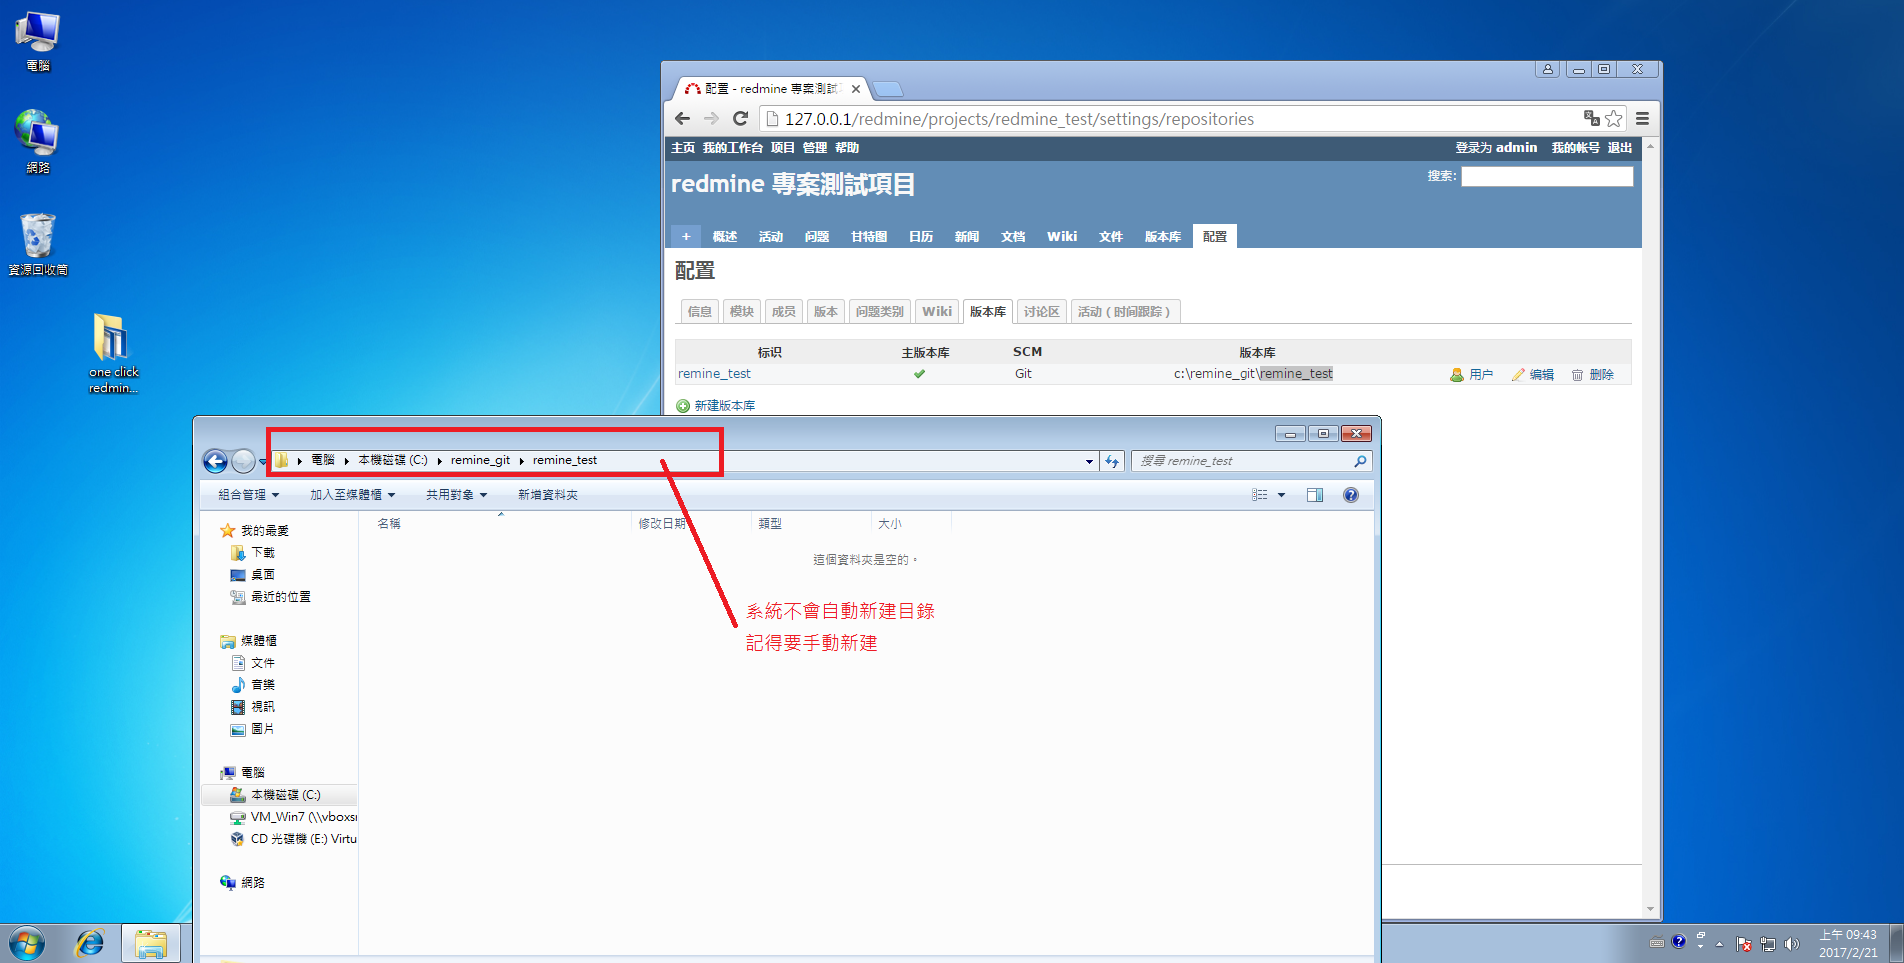 電腦
網路
資源回收筒
one click
redmin...
配置 - redmine 專案測試
127.0.0.1/redmine/projects/redmine_test/settings/repositories
主页 我的工作台 项目 管理 帮助
登录为 admin 我的帐号 退出
redmine 專案測試項目
搜索:
+ 概述 活动 问题 甘特图 日历 新闻 文档 Wiki 文件 版本库 配置
配置
信息 模块 成员 版本 问题类别 Wiki 版本库 讨论区 活动（时间跟踪）
标识 主版本库 SCM 版本库
remine_test Git c:\remine_git\remine_test 用户 编辑 删除
新建版本库
電腦 本機磁碟 (C:) remine_git remine_test
搜尋 remine_test
組合管理 加入至媒體櫃 共用對象 新增資料夾
名稱 修改日期 類型 大小
這個資料夾是空的。
我的最愛
下載
桌面
最近的位置
媒體櫃
文件
音樂
視訊
圖片
電腦
本機磁碟 (C:)
VM_Win7 (\\vboxs
CD 光碟機 (E:) Virtu
網路
系統不會自動新建目錄
記得要手動新建
上午 09:43
2017/2/21